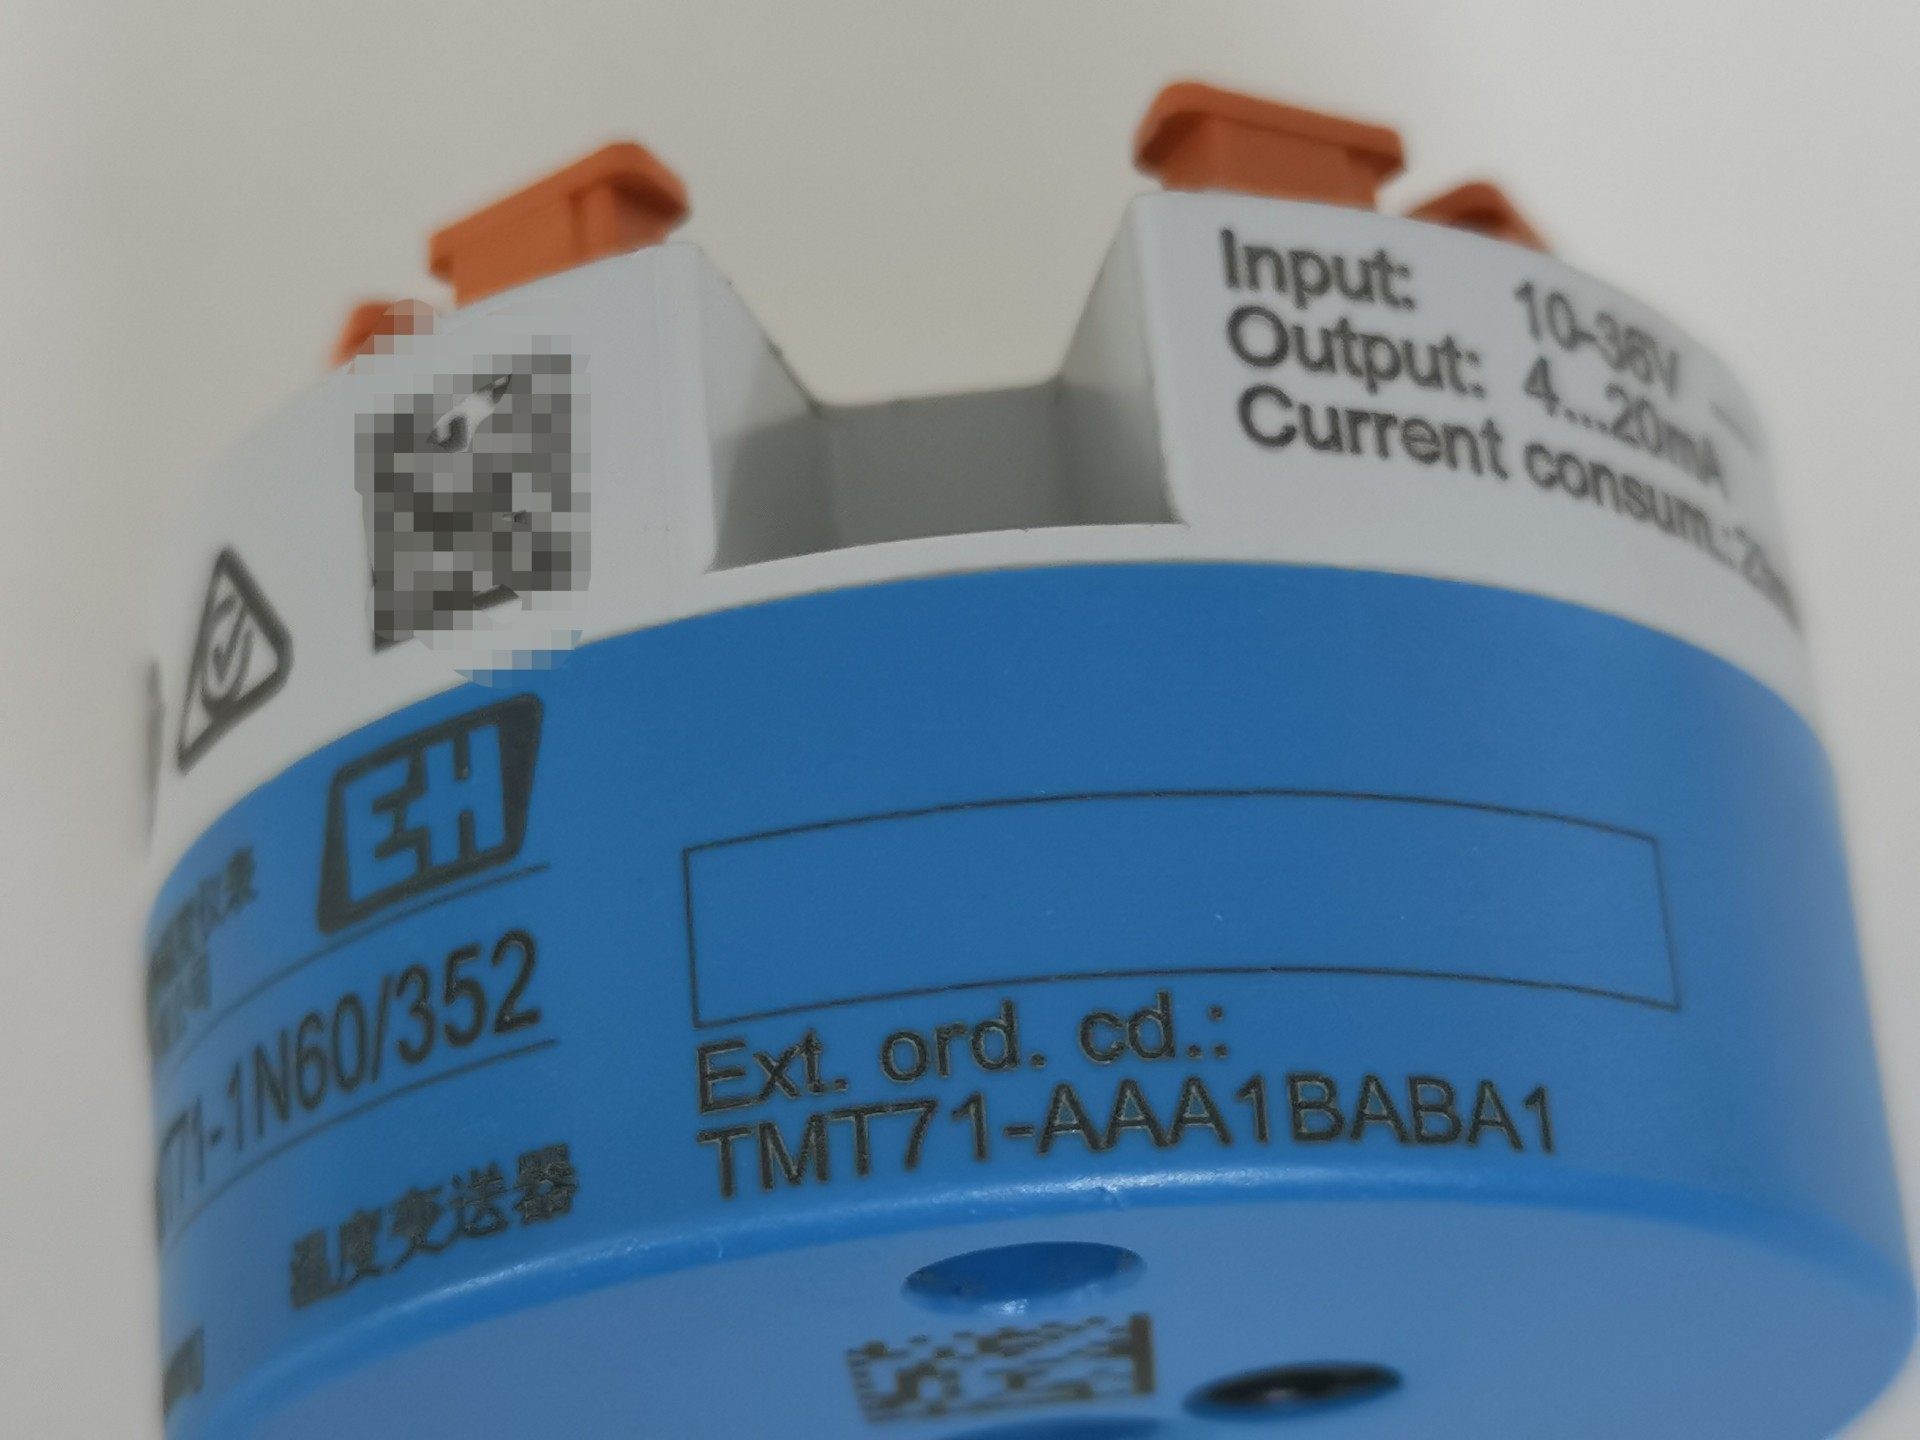 Input: 10-36V
Output: 4...20mA
Current consum.:
EH
1N60/352
温度变送器
Ext. ord. cd.:
TMT71-AAA1BABA1